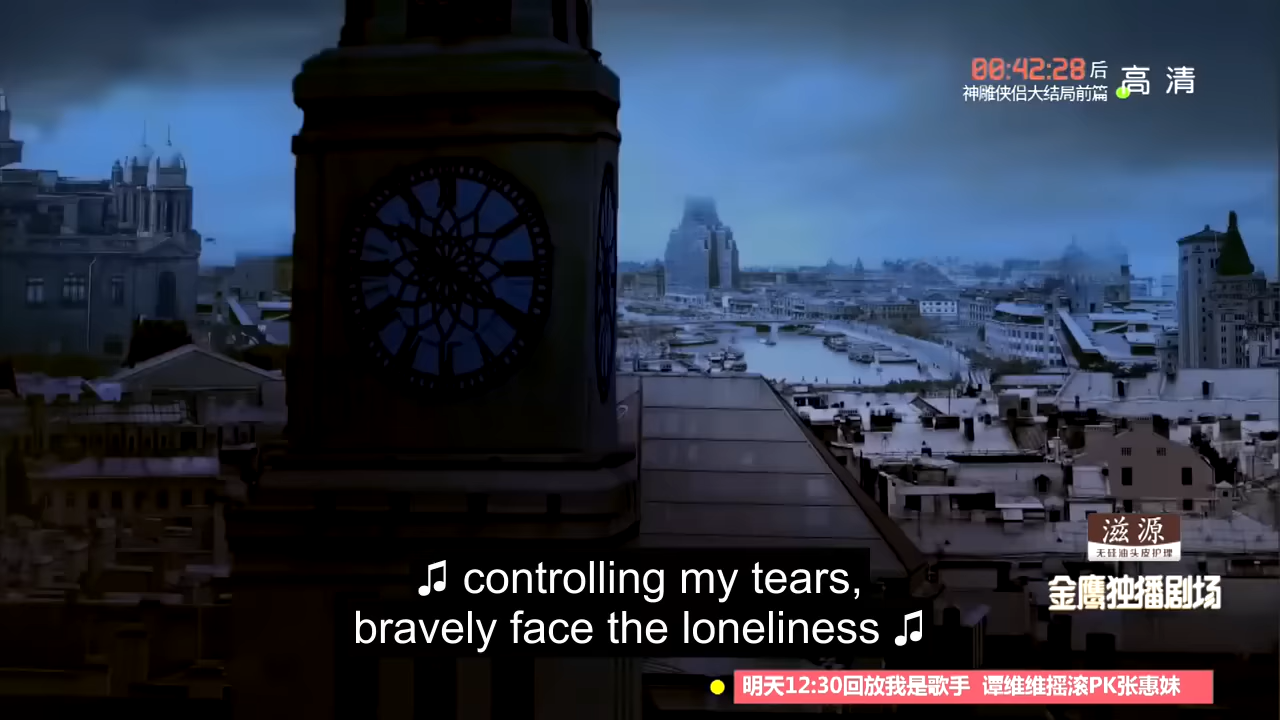 00:42:28后
神雕侠侣大结局前篇
高清
滋源
无硅油头皮护理
金鹰独播剧场
♫ controlling my tears,
bravely face the loneliness ♫
明天12:30回放我是歌手 谭维维摇滚PK张惠妹